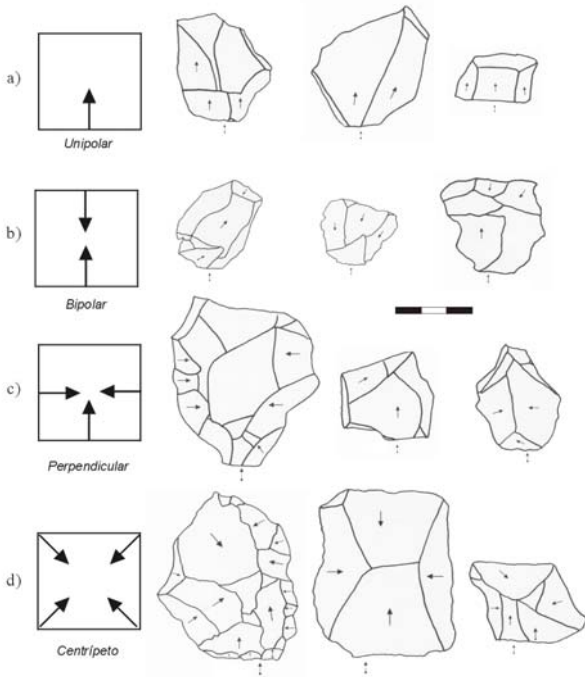 a)
Unipolar
b)
Bipolar
c)
Perpendicular
d)
Centrípeto